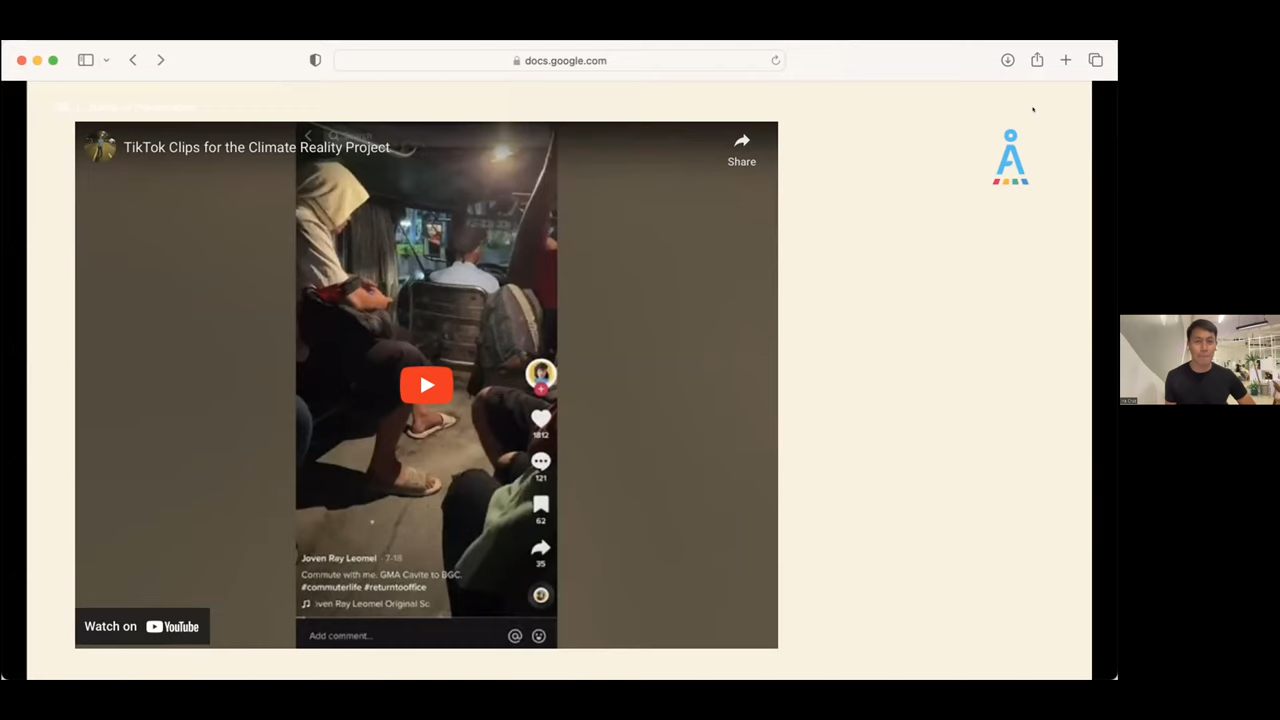 docs.google.com
TikTok Clips for the Climate Reality Project
Share
1812
121
62
35
Joven Ray Leomel · 7-18
Commute with me. GMA Cavite to BGC.
#commuterlife #returntooffice
Joven Ray Leomel Original So
Add comment...
Watch on YouTube